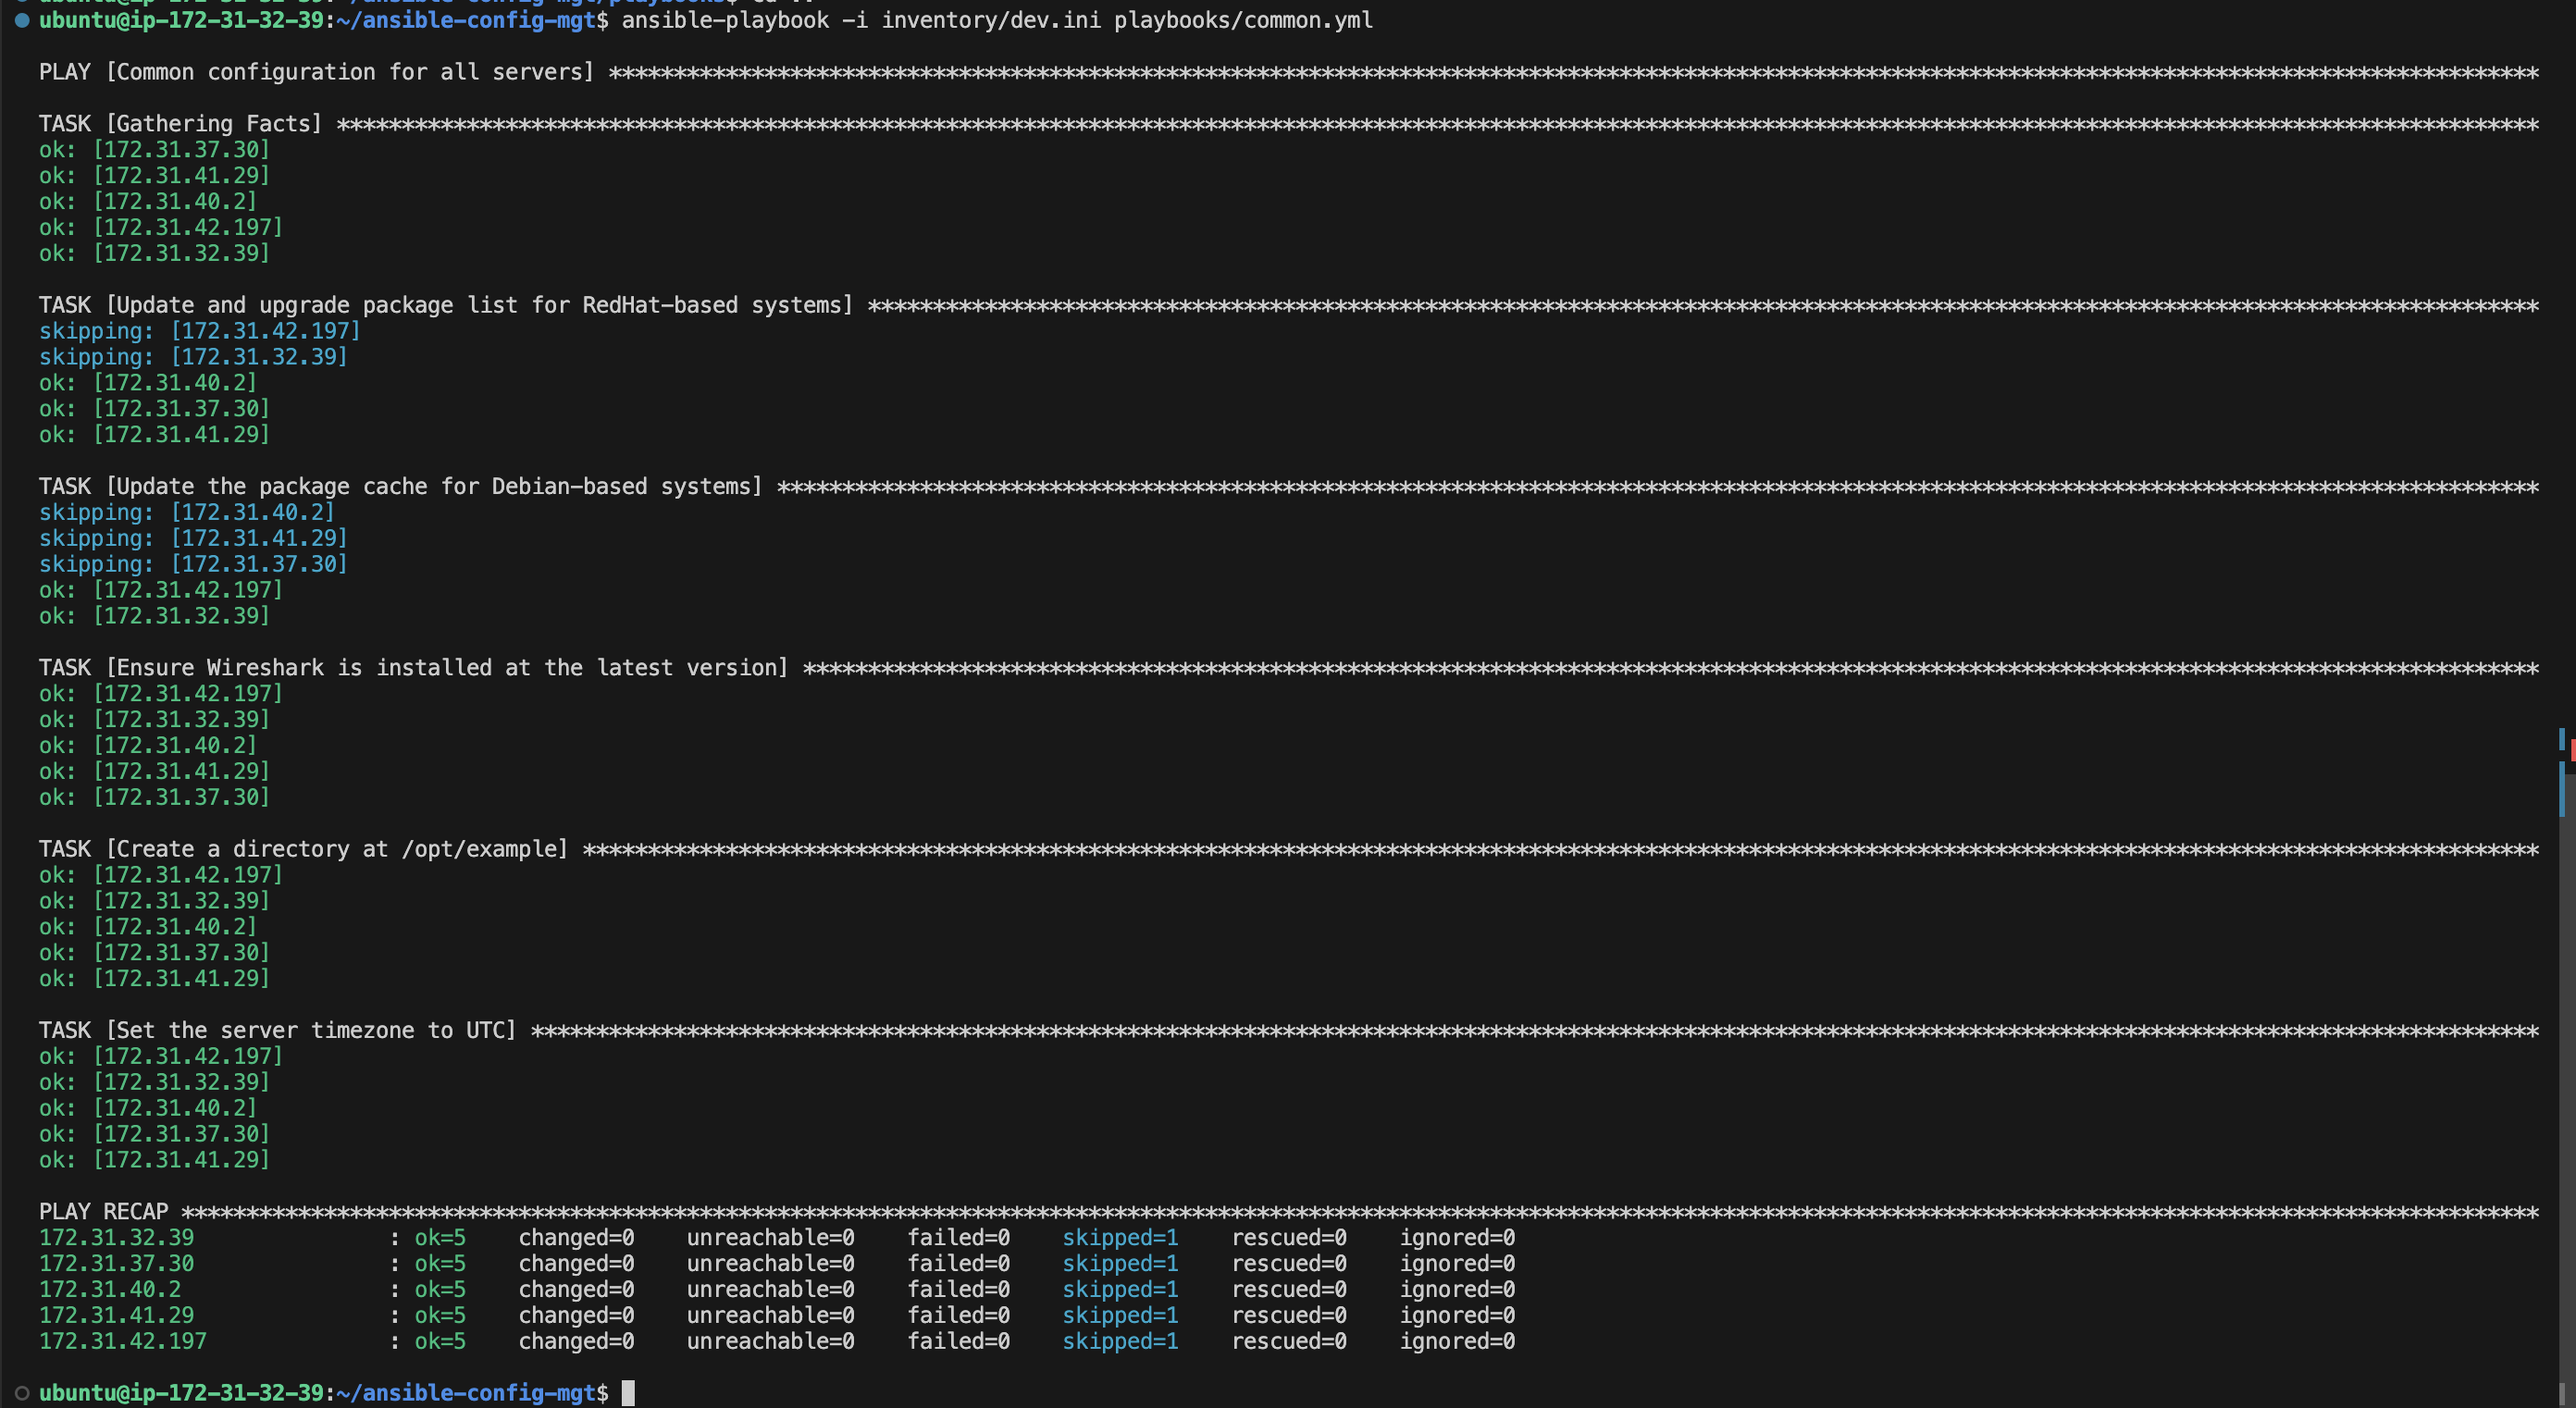 ubuntu@ip-172-31-32-39:~/ansible-config-mgt/playbooks$ cd ..
ubuntu@ip-172-31-32-39:~/ansible-config-mgt$ ansible-playbook -i inventory/dev.ini playbooks/common.yml
PLAY [Common configuration for all servers] ******************************************************************************************************************************************************
TASK [Gathering Facts] ***************************************************************************************************************************************************************************
ok: [172.31.37.30]
ok: [172.31.41.29]
ok: [172.31.40.2]
ok: [172.31.42.197]
ok: [172.31.32.39]
TASK [Update and upgrade package list for RedHat-based systems] **********************************************************************************************************************************
skipping: [172.31.42.197]
skipping: [172.31.32.39]
ok: [172.31.40.2]
ok: [172.31.37.30]
ok: [172.31.41.29]
TASK [Update the package cache for Debian-based systems] *****************************************************************************************************************************************
skipping: [172.31.40.2]
skipping: [172.31.41.29]
skipping: [172.31.37.30]
ok: [172.31.42.197]
ok: [172.31.32.39]
TASK [Ensure Wireshark is installed at the latest version] ***************************************************************************************************************************************
ok: [172.31.42.197]
ok: [172.31.32.39]
ok: [172.31.40.2]
ok: [172.31.41.29]
ok: [172.31.37.30]
TASK [Create a directory at /opt/example] ********************************************************************************************************************************************************
ok: [172.31.42.197]
ok: [172.31.32.39]
ok: [172.31.40.2]
ok: [172.31.37.30]
ok: [172.31.41.29]
TASK [Set the server timezone to UTC] ************************************************************************************************************************************************************
ok: [172.31.42.197]
ok: [172.31.32.39]
ok: [172.31.40.2]
ok: [172.31.37.30]
ok: [172.31.41.29]
PLAY RECAP ***************************************************************************************************************************************************************************************
172.31.32.39               : ok=5    changed=0    unreachable=0    failed=0    skipped=1    rescued=0    ignored=0
172.31.37.30               : ok=5    changed=0    unreachable=0    failed=0    skipped=1    rescued=0    ignored=0
172.31.40.2                : ok=5    changed=0    unreachable=0    failed=0    skipped=1    rescued=0    ignored=0
172.31.41.29               : ok=5    changed=0    unreachable=0    failed=0    skipped=1    rescued=0    ignored=0
172.31.42.197              : ok=5    changed=0    unreachable=0    failed=0    skipped=1    rescued=0    ignored=0
ubuntu@ip-172-31-32-39:~/ansible-config-mgt$